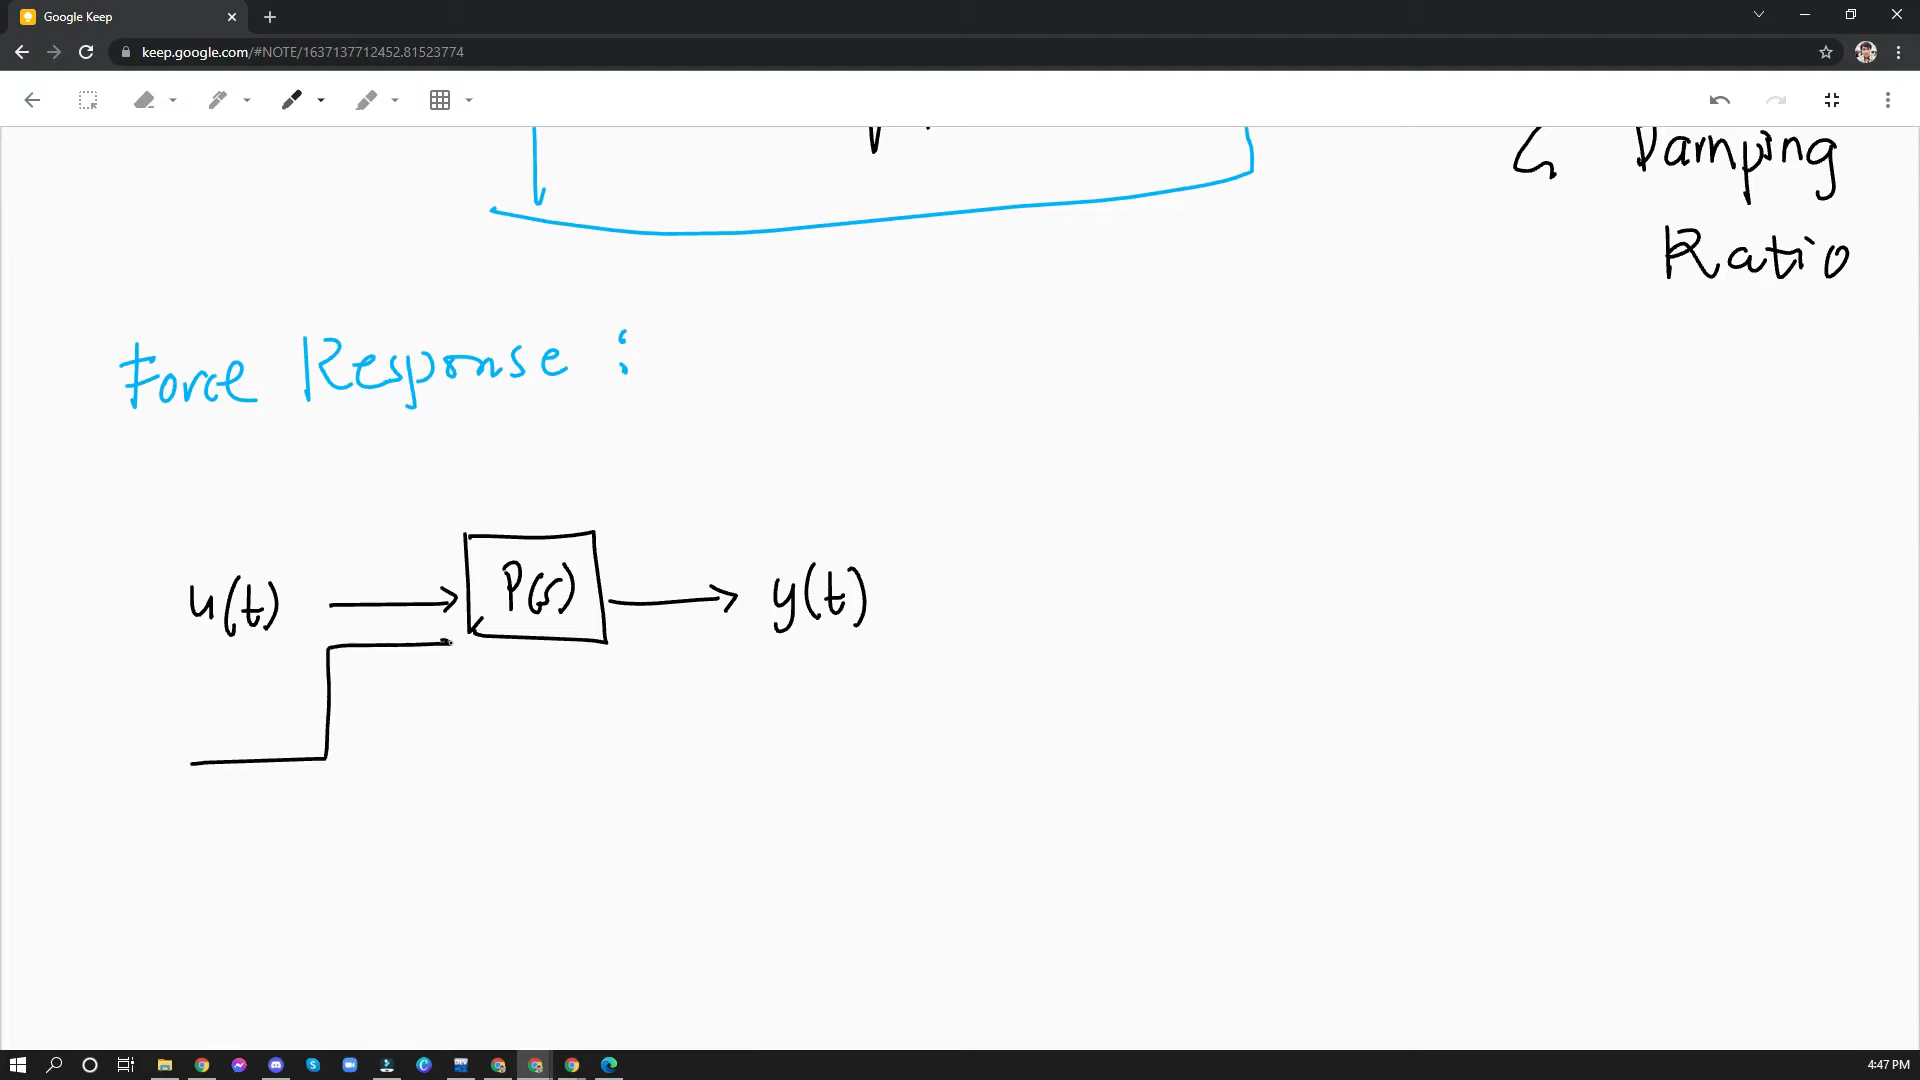 Google Keep
keep.google.com/#NOTE/1637137712452.81523774
Damping
Ratio
Force Response :
u(t)
P(s)
y(t)
4:47 PM